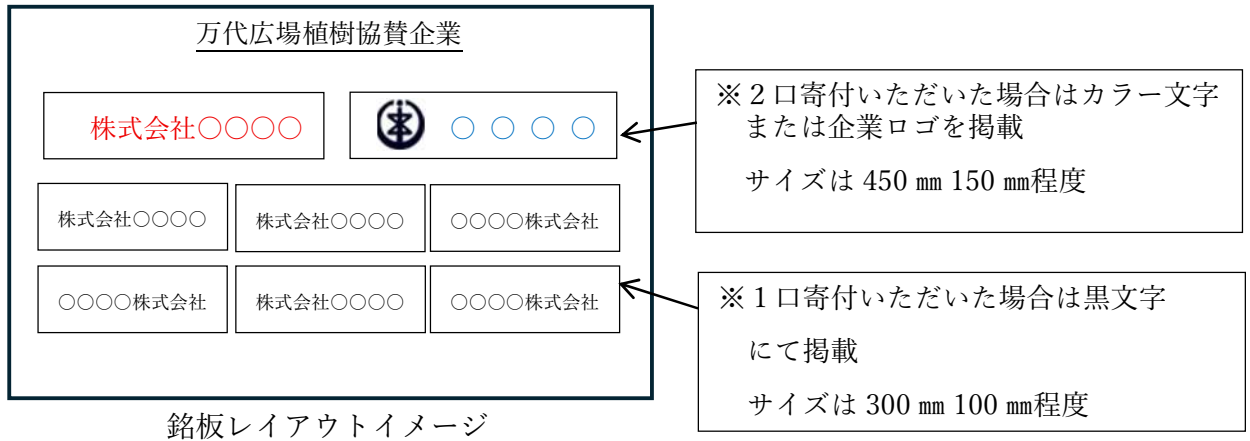 万代広場植樹協賛企業
株式会社〇〇〇〇
〇〇〇〇
株式会社〇〇〇〇
株式会社〇〇〇〇
〇〇〇〇株式会社
〇〇〇〇株式会社
株式会社〇〇〇〇
〇〇〇〇株式会社
銘板レイアウトイメージ
※２口寄付いただいた場合はカラー文字
または企業ロゴを掲載
サイズは 450 ㎜ 150 ㎜程度
※１口寄付いただいた場合は黒文字
にて掲載
サイズは 300 ㎜ 100 ㎜程度